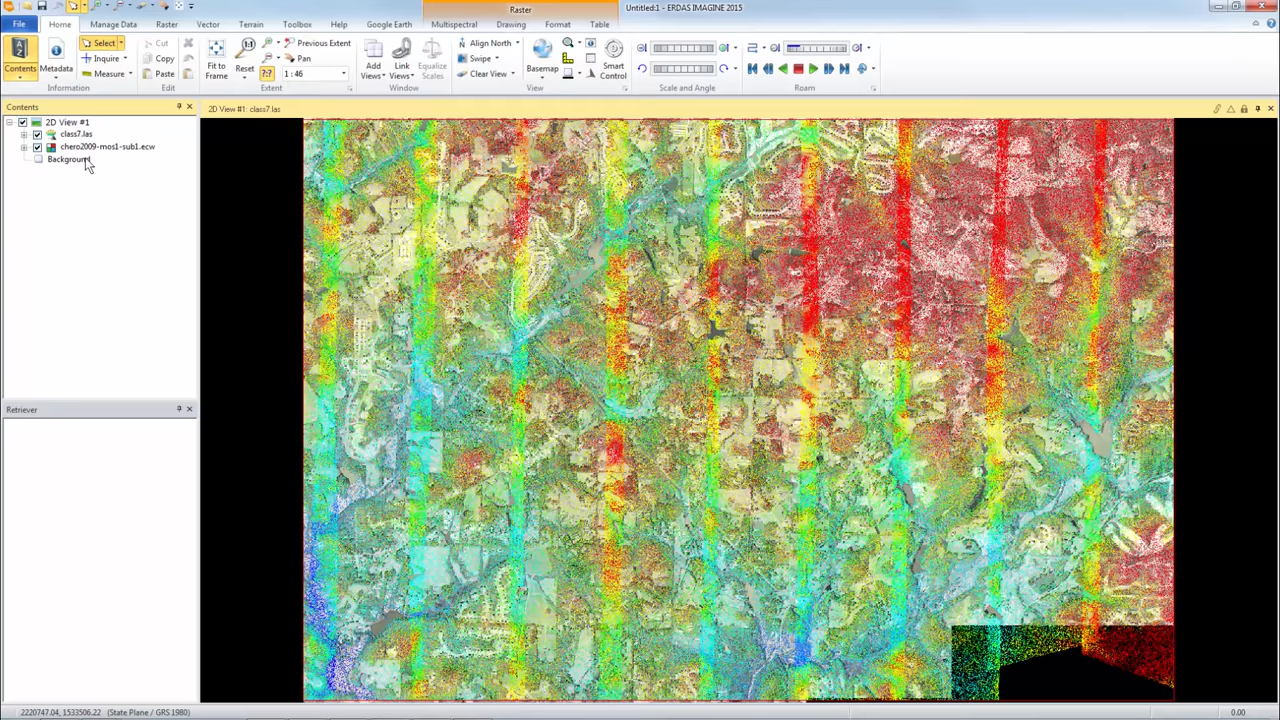 Raster
Untitled:1 - ERDAS IMAGINE 2015
File Home Manage Data Raster Vector Terrain Toolbox Help Google Earth Multispectral Drawing Format Table
Contents Metadata Select Inquire Measure Cut Copy Paste Fit to Frame Reset Previous Extent Pan 1 : 46 Add Views Link Views Equalize Scales Align North Swipe Clear View Basemap Smart Control
Information Edit Extent Window View Scale and Angle Roam
Contents
2D View #1: class7.las
2D View #1
class7.las
chero2009-mos1-sub1.ecw
Background
Retriever
2220747.04, 1533506.22 (State Plane / GRS 1980) 0.00